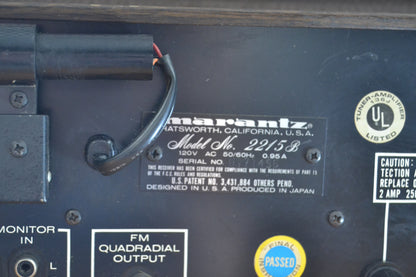 marantz
CHATSWORTH, CALIFORNIA, U.S.A.
Model No. 2215B
120V AC 50/60Hz 0.95A
SERIAL NO.
THIS RECEIVER IS CERTIFIED FOR COMPLIANCE WITH THE REQUIREMENTS OF PART 15
OF THE F.C.C. RULES AND REGULATIONS.
U.S. PATENT NO. 3,431,884 OTHERS PEND.
DESIGNED IN U.S.A. PRODUCED IN JAPAN
TUNER-AMPLIFIER
UL
LISTED
CAUTION:
TECTION A
REPLACE O
2 AMP 250
MONITOR
IN
L
FM
QUADRADIAL
OUTPUT
FINAL
PASSED